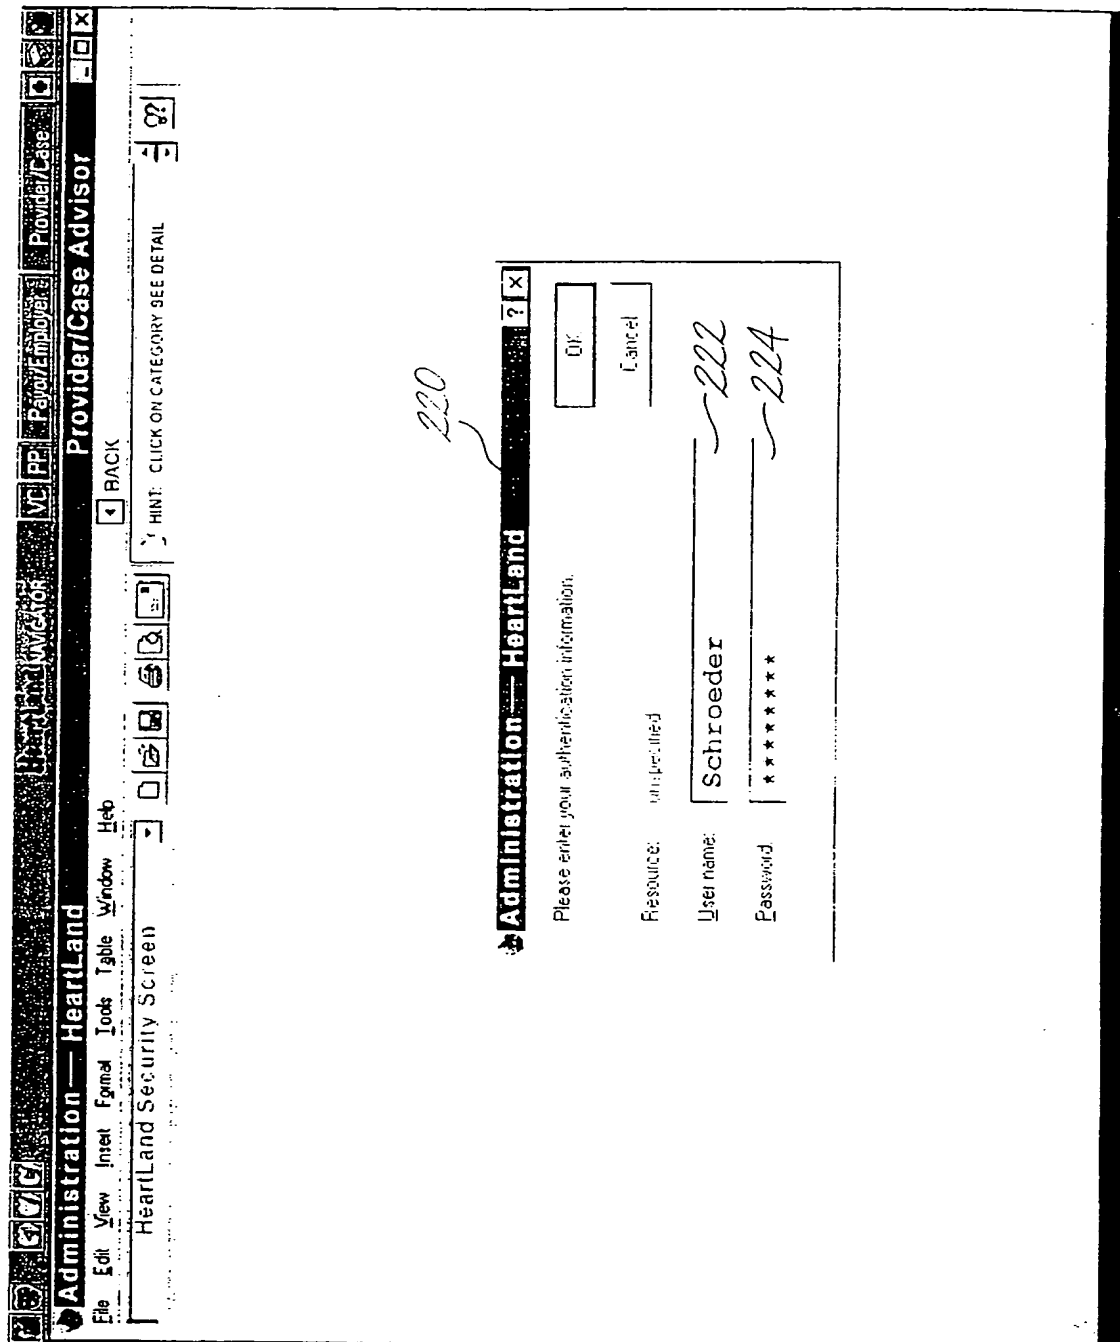 HeartLandNAVIGATOR VC PP Payor/Employer Provider/Case
Administration — HeartLand Provider/Case Advisor
File Edit View Insert Format Tools Table Window Help
BACK
HeartLand Security Screen
HINT: CLICK ON CATEGORY SEE DETAIL
220
Administration — HeartLand
Please enter your authentication information.
OK
Resource: unspecified
Cancel
User name: Schroeder
222
Password: ********
224